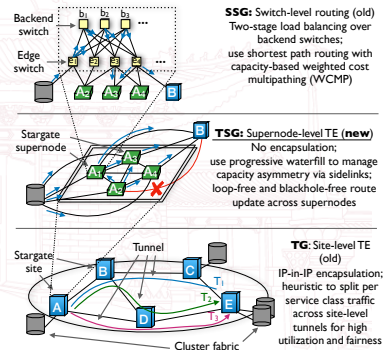 Backend switch
b1 b2 b3 ...
Edge switch
e1 e2 e3 e4 ...
A2 A3 A3
B
SSG: Switch-level routing (old)
Two-stage load balancing over
backend switches;
use shortest path routing with
capacity-based weighted cost
multipathing (WCMP)
Stargate
supernode
A1 A3 A4 A2
B
TSG: Supernode-level TE (new)
No encapsulation;
use progressive waterfill to manage
capacity asymmetry via sidelinks;
loop-free and blackhole-free route
update across supernodes
Stargate
site
Tunnel
A B C D E
T1
T2
T3
Cluster fabric
TG: Site-level TE
(old)
IP-in-IP encapsulation;
heuristic to split per
service class traffic
across site-level
tunnels for high
utilization and fairness